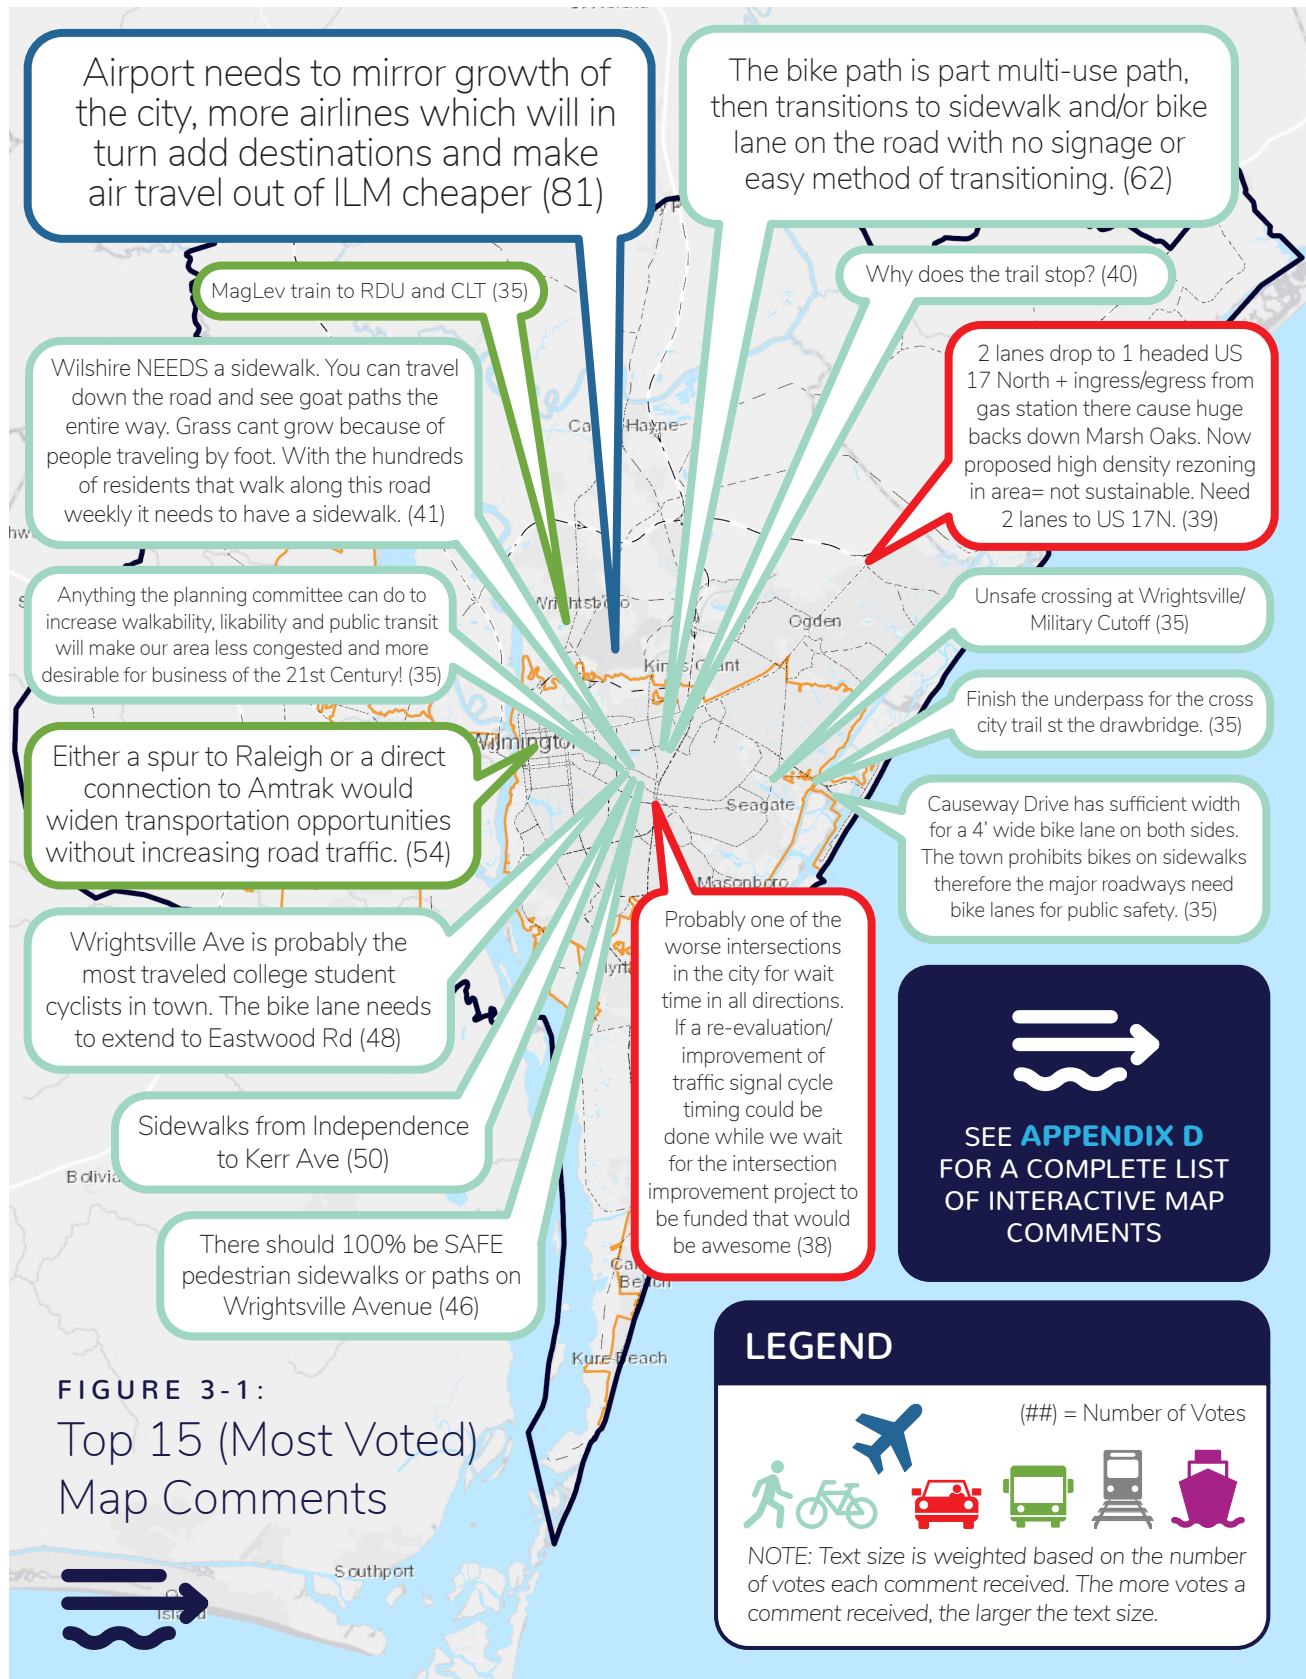 Airport needs to mirror growth of
the city, more airlines which will in
turn add destinations and make
air travel out of ILM cheaper (81)
The bike path is part multi-use path,
then transitions to sidewalk and/or bike
lane on the road with no signage or
easy method of transitioning. (62)
MagLev train to RDU and CLT (35)
Why does the trail stop? (40)
Wilshire NEEDS a sidewalk. You can travel
down the road and see goat paths the
entire way. Grass cant grow because of
people traveling by foot. With the hundreds
of residents that walk along this road
weekly it needs to have a sidewalk. (41)
2 lanes drop to 1 headed US
17 North + ingress/egress from
gas station there cause huge
backs down Marsh Oaks. Now
proposed high density rezoning
in area= not sustainable. Need
2 lanes to US 17N. (39)
Anything the planning committee can do to
increase walkability, likability and public transit
will make our area less congested and more
desirable for business of the 21st Century! (35)
Unsafe crossing at Wrightsville/
Military Cutoff (35)
Ogden
Finish the underpass for the cross
city trail st the drawbridge. (35)
Either a spur to Raleigh or a direct
connection to Amtrak would
widen transportation opportunities
without increasing road traffic. (54)
Seagate
Causeway Drive has sufficient width
for a 4' wide bike lane on both sides.
The town prohibits bikes on sidewalks
therefore the major roadways need
bike lanes for public safety. (35)
Masonboro
Wrightsville Ave is probably the
most traveled college student
cyclists in town. The bike lane needs
to extend to Eastwood Rd (48)
Probably one of the
worse intersections
in the city for wait
time in all directions.
If a re-evaluation/
improvement of
traffic signal cycle
timing could be
done while we wait
for the intersection
improvement project to
be funded that would
be awesome (38)
Sidewalks from Independence
to Kerr Ave (50)
There should 100% be SAFE
pedestrian sidewalks or paths on
Wrightsville Avenue (46)
SEE APPENDIX D
FOR A COMPLETE LIST
OF INTERACTIVE MAP
COMMENTS
Kure Beach
LEGEND
(##) = Number of Votes
NOTE: Text size is weighted based on the number
of votes each comment received. The more votes a
comment received, the larger the text size.
FIGURE 3-1:
Top 15 (Most Voted)
Map Comments
Southport